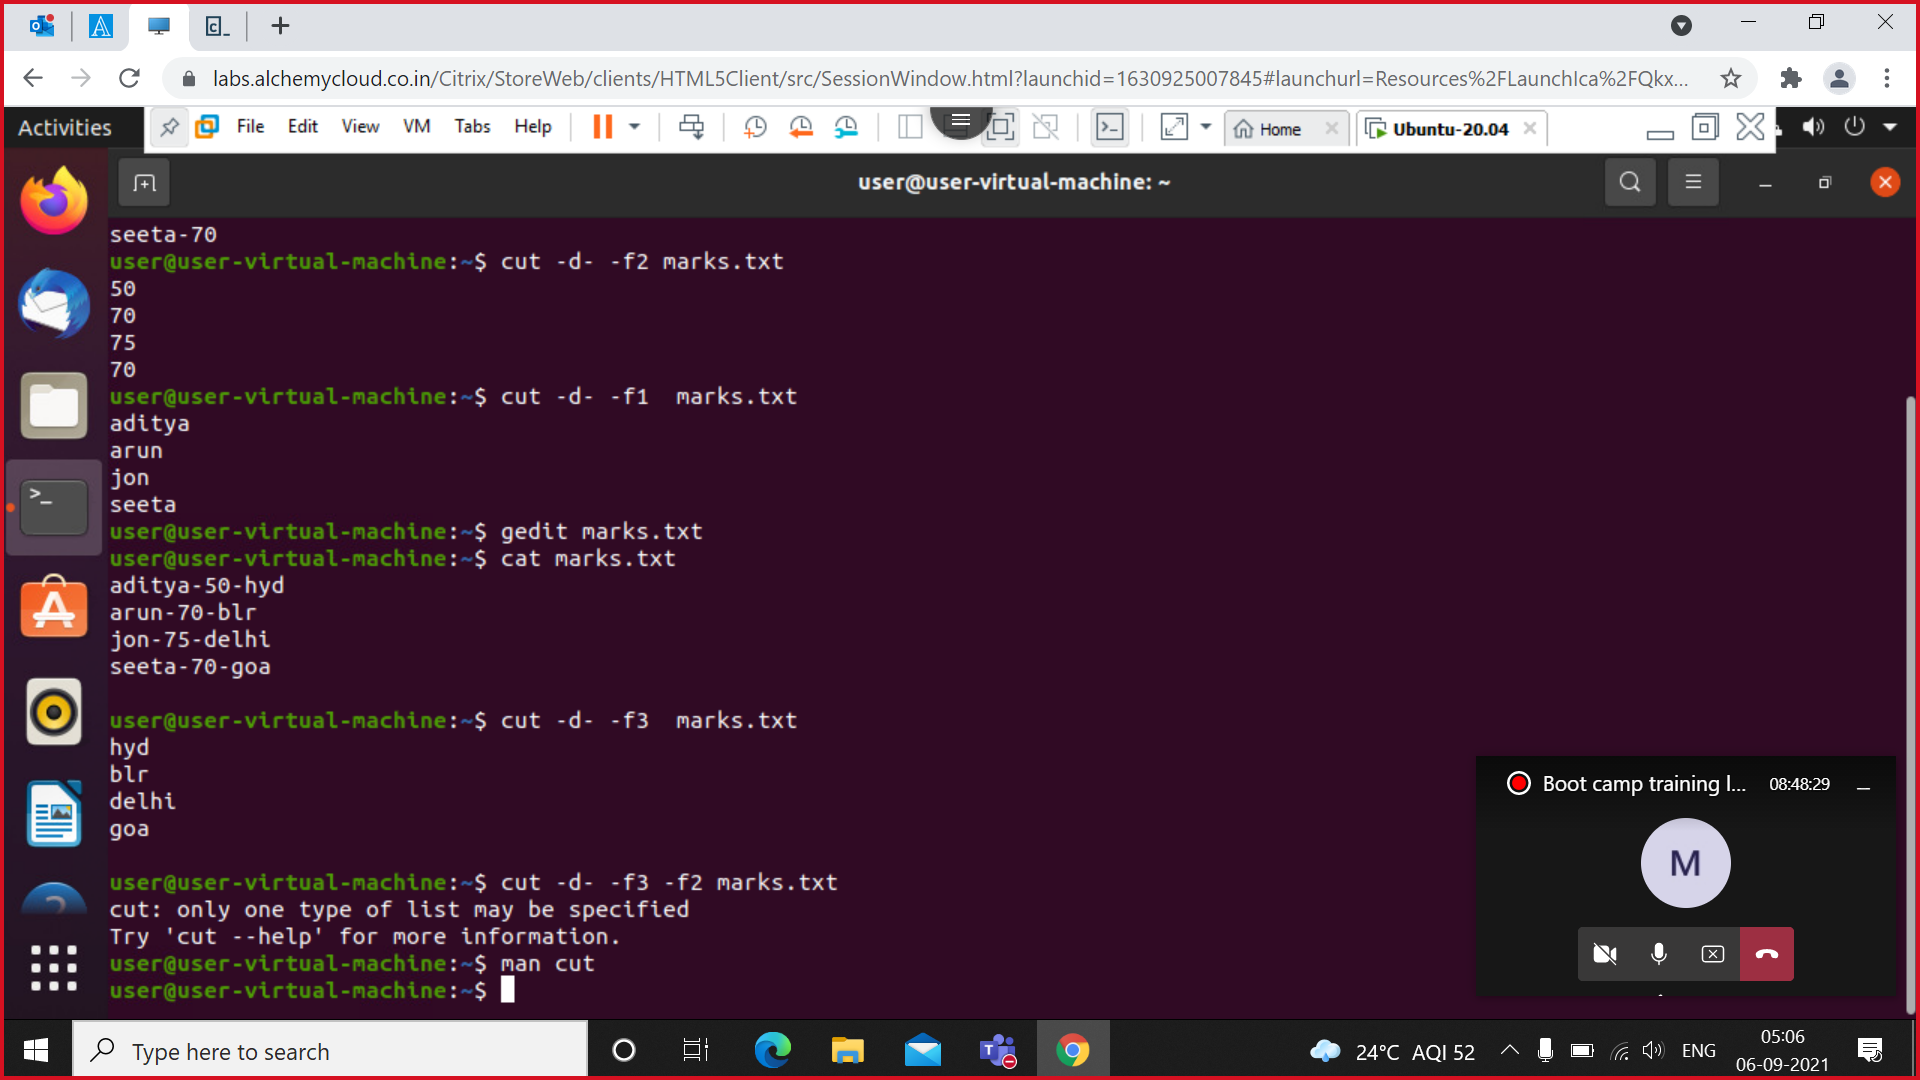 labs.alchemycloud.co.in/Citrix/StoreWeb/clients/HTML5Client/src/SessionWindow.html?launchid=1630925007845#launchurl=Resources%2FLaunchIca%2FQkx...
Activities
File Edit View VM Tabs Help
Home
Ubuntu-20.04
user@user-virtual-machine: ~
seeta-70
user@user-virtual-machine:~$ cut -d- -f2 marks.txt
50
70
75
70
user@user-virtual-machine:~$ cut -d- -f1  marks.txt
aditya
arun
jon
seeta
user@user-virtual-machine:~$ gedit marks.txt
user@user-virtual-machine:~$ cat marks.txt
aditya-50-hyd
arun-70-blr
jon-75-delhi
seeta-70-goa
user@user-virtual-machine:~$ cut -d- -f3  marks.txt
hyd
blr
delhi
goa
user@user-virtual-machine:~$ cut -d- -f3 -f2 marks.txt
cut: only one type of list may be specified
Try 'cut --help' for more information.
user@user-virtual-machine:~$ man cut
user@user-virtual-machine:~$
Boot camp training l... 08:48:29
M
Type here to search
24°C AQI 52
ENG
05:06
06-09-2021